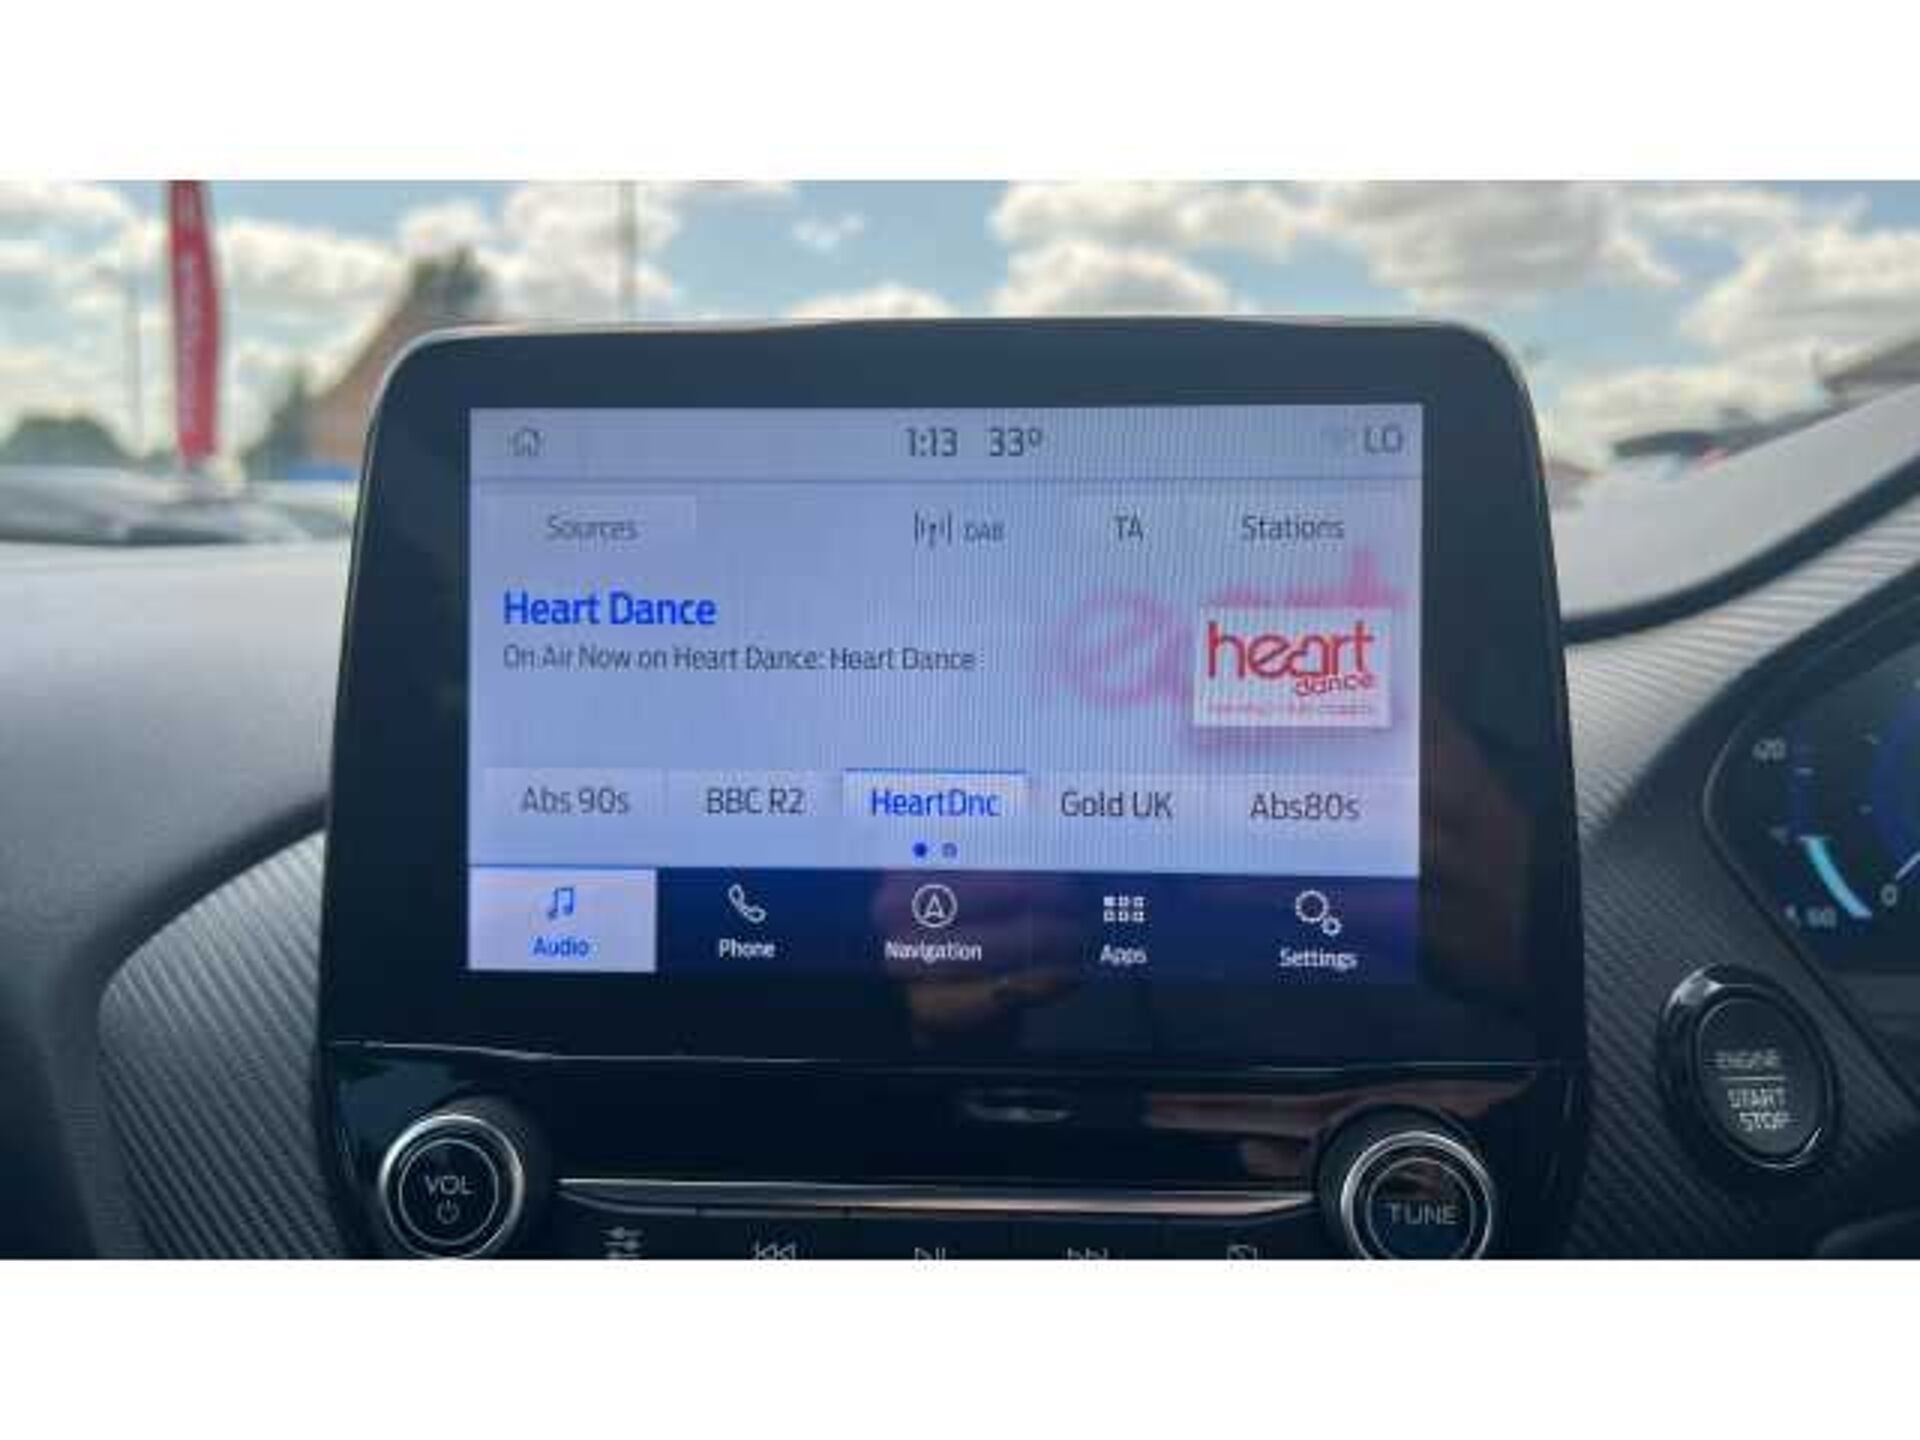 1:13 33° LO
Sources DAB TA Stations
Heart Dance
On Air Now on Heart Dance: Heart Dance
heart
dance
Abs 90s BBC R2 HeartDnc Gold UK Abs80s
Audio Phone Navigation Apps Settings
ENGINE
START
STOP
VOL
TUNE
0